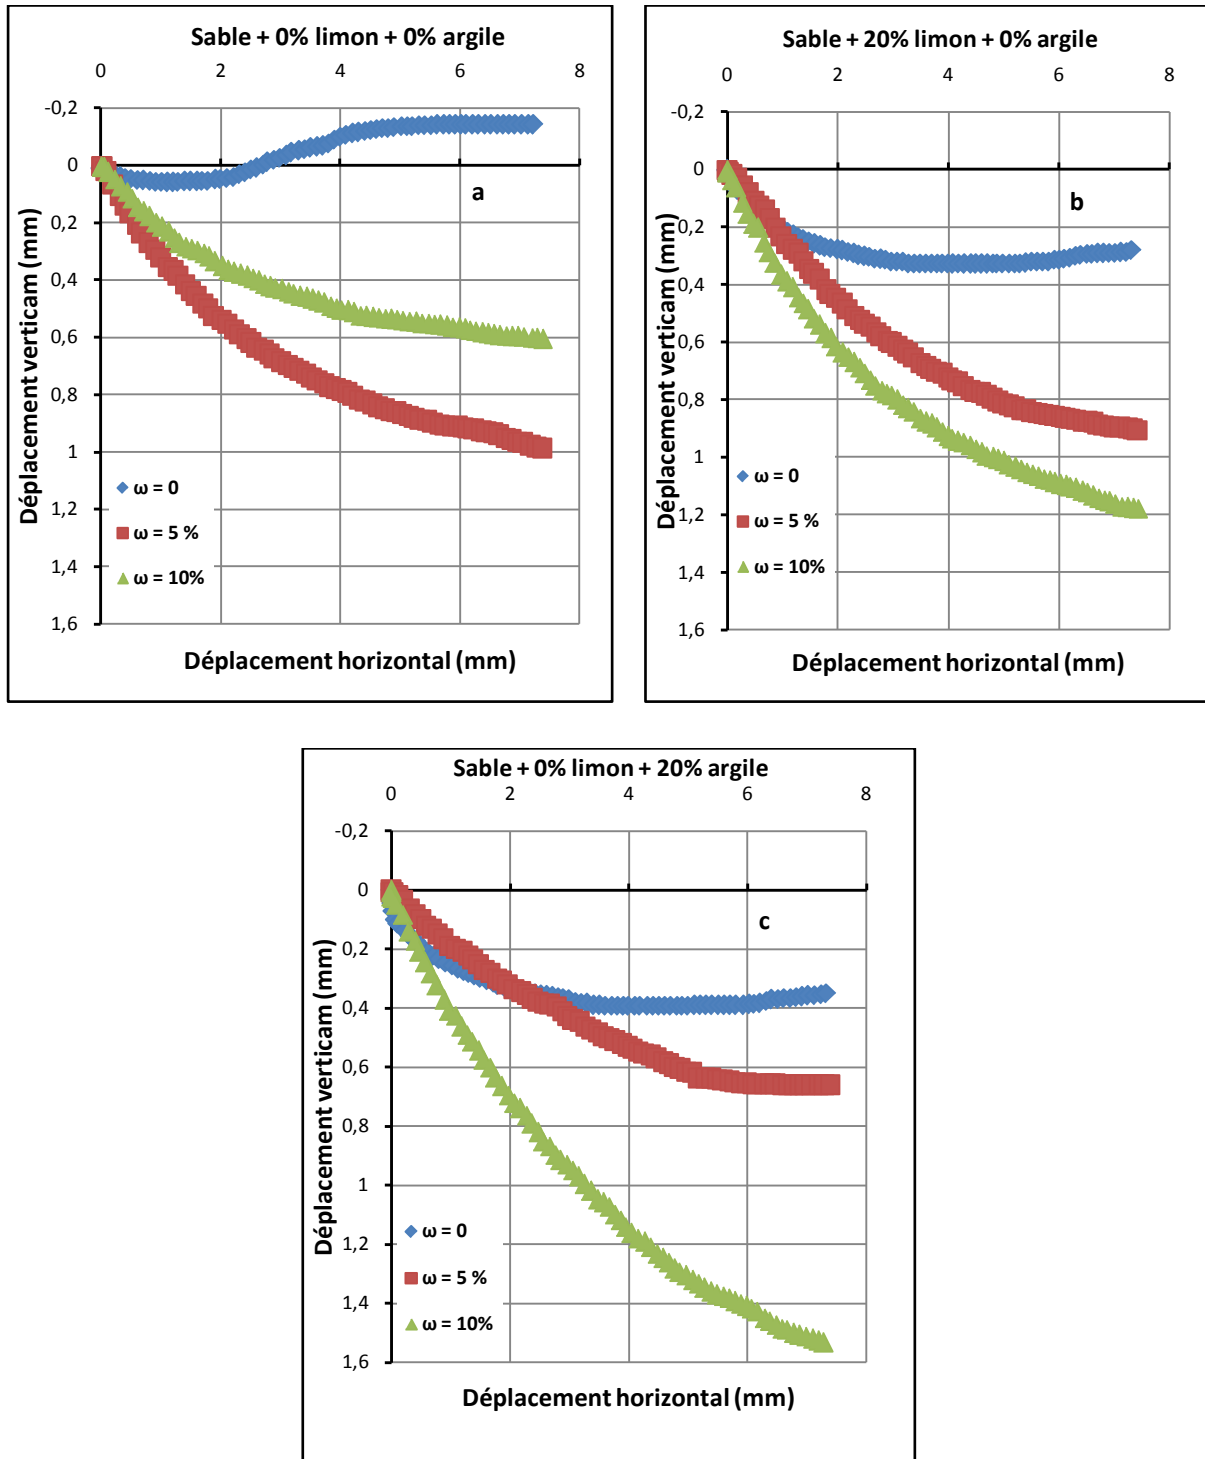 Sable + 0% limon + 0% argile
0 2 4 6 8
-0,2
0
0,2
0,4
0,6
0,8
1
1,2
1,4
1,6
a
Déplacement verticam (mm)
ω = 0
ω = 5 %
ω = 10%
Déplacement horizontal (mm)
Sable + 20% limon + 0% argile
0 2 4 6 8
-0,2
0
0,2
0,4
0,6
0,8
1
1,2
1,4
1,6
b
Déplacement verticam (mm)
ω = 0
ω = 5 %
ω = 10%
Déplacement horizontal (mm)
Sable + 0% limon + 20% argile
0 2 4 6 8
-0,2
0
0,2
0,4
0,6
0,8
1
1,2
1,4
1,6
c
Déplacement verticam (mm)
ω = 0
ω = 5 %
ω = 10%
Déplacement horizontal (mm)